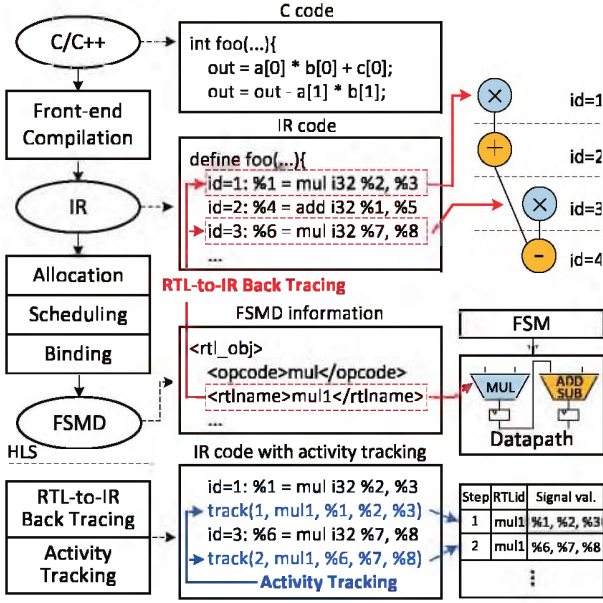 C code
C/C++
int foo(...){
out = a[0] * b[0] + c[0];
out = out - a[1] * b[1];
Front-end
Compilation
IR code
define foo(...){
id=1: %1 = mul i32 %2, %3
id=2: %4 = add i32 %1, %5
id=3: %6 = mul i32 %7, %8
...
IR
×
id=1
+
id=2
×
id=3
-
id=4
Allocation
Scheduling
Binding
RTL-to-IR Back Tracing
FSMD information
<rtl_obj>
<opcode>mul</opcode>
<rtlname>mul1</rtlname>
...
FSMD
HLS
FSM
MUL
ADD
SUB
Datapath
IR code with activity tracking
RTL-to-IR
Back Tracing
Activity
Tracking
id=1: %1 = mul i32 %2, %3
track(1, mul1, %1, %2, %3)
id=3: %6 = mul i32 %7, %8
track(2, mul1, %6, %7, %8)
Activity Tracking
Step RTLid Signal val.
1 mul1 %1, %2, %3
2 mul1 %6, %7, %8
⋮